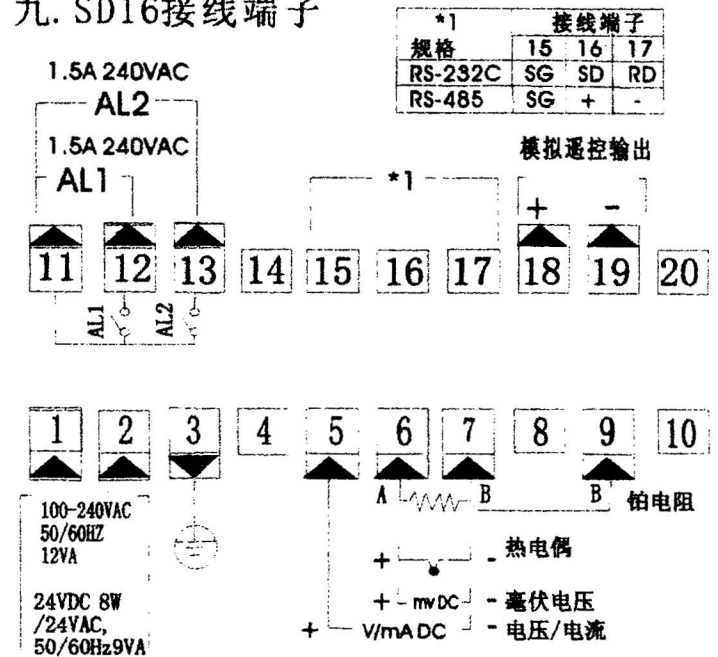 九. SD16接线端子
*1 接线端子
规格 15 16 17
RS-232C SG SD RD
RS-485 SG + -
1.5A 240VAC
AL2
1.5A 240VAC
AL1
*1
模拟遥控输出
+ -
11 12 13 14 15 16 17 18 19 20
AL1 AL2
1 2 3 4 5 6 7 8 9 10
100-240VAC
50/60HZ
12VA
24VDC 8W
/24VAC,
50/60Hz9VA
A B B 铂电阻
+ - 热电偶
+ mv DC - 毫伏电压
+ V/mA DC - 电压/电流